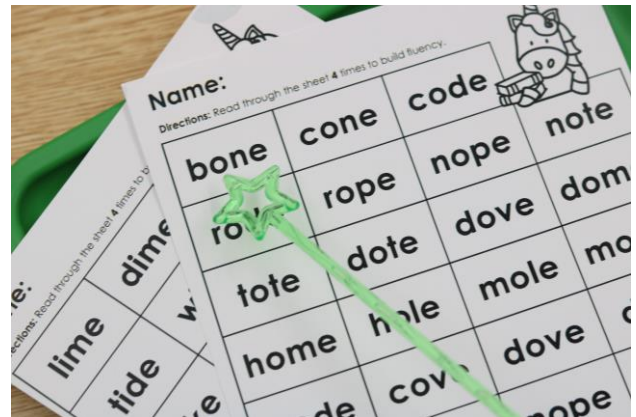 Name:
Directions: Read through the sheet 4 times to build fluency.
bone cone code
rope nope note
tote dote dove
home hole mole
dove
Directions: Read through the sheet 4 times to
lime dime
tide